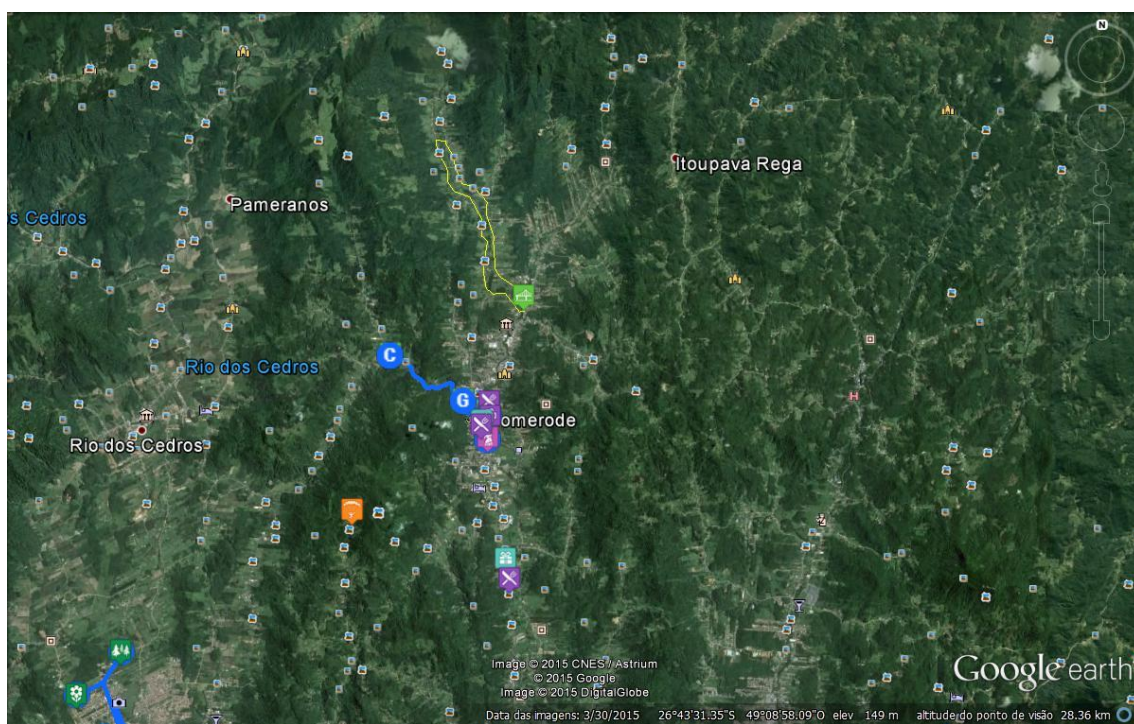 N
Itoupava Rega
Pameranos
s Cedros
C
Rio dos Cedros
G
omerode
H
Rio dos Cedros
Image © 2015 CNES / Astrium
© 2015 Google
Image © 2015 DigitalGlobe
Google earth
Data das imagens: 3/30/2015 26°43'31.35"S 49°08'58.09"O elev 149 m altitude do ponto de visão 28.36 km